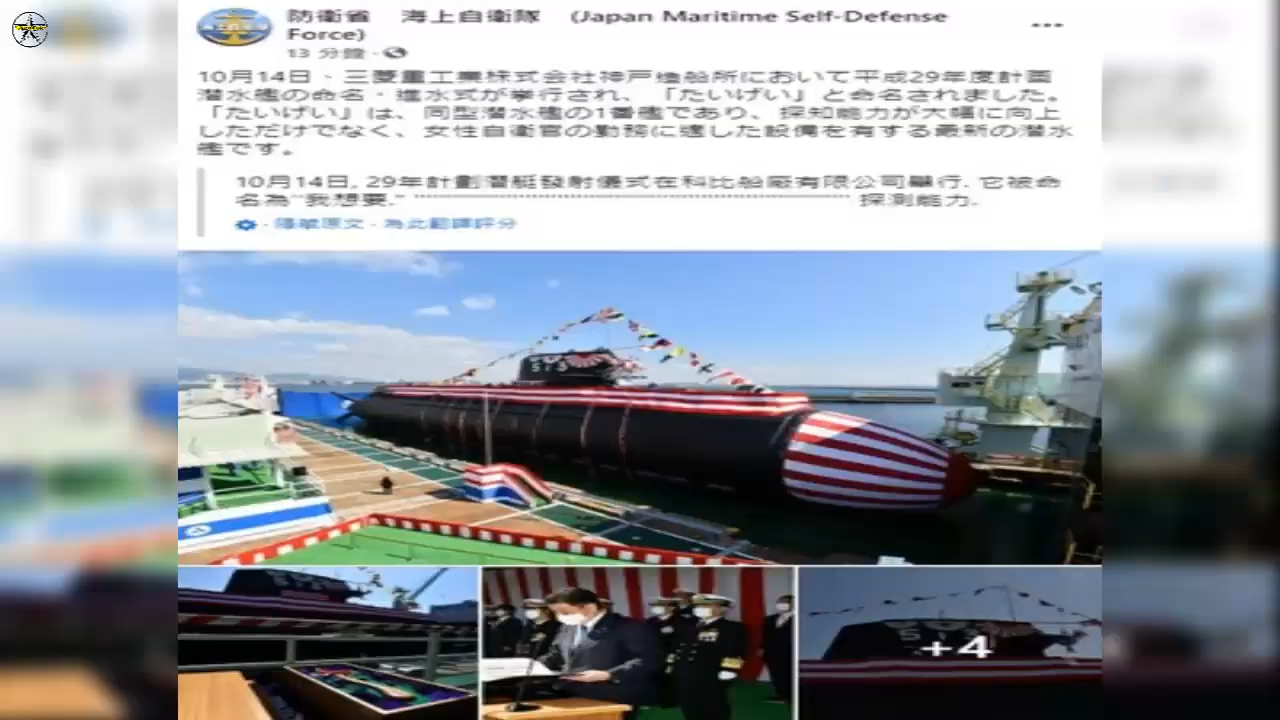 防衛省 海上自衛隊 (Japan Maritime Self-Defense
Force)
13 分鐘
10月14日、三菱重工業株式会社神戸造船所において平成29年度計画
潜水艦の命名・進水式が挙行され、「たいげい」と命名されました。
「たいげい」は、同型潜水艦の1番艦であり、探知能力が大幅に向上
しただけでなく、女性自衛官の勤務に適した設備を有する最新の潜水
艦です。
10月14日, 29年計劃潛艇發射儀式在科比船廠有限公司舉行. 它被命
名為"我想要." 探測能力.
隱藏原文 · 為此翻譯評分
513
+4